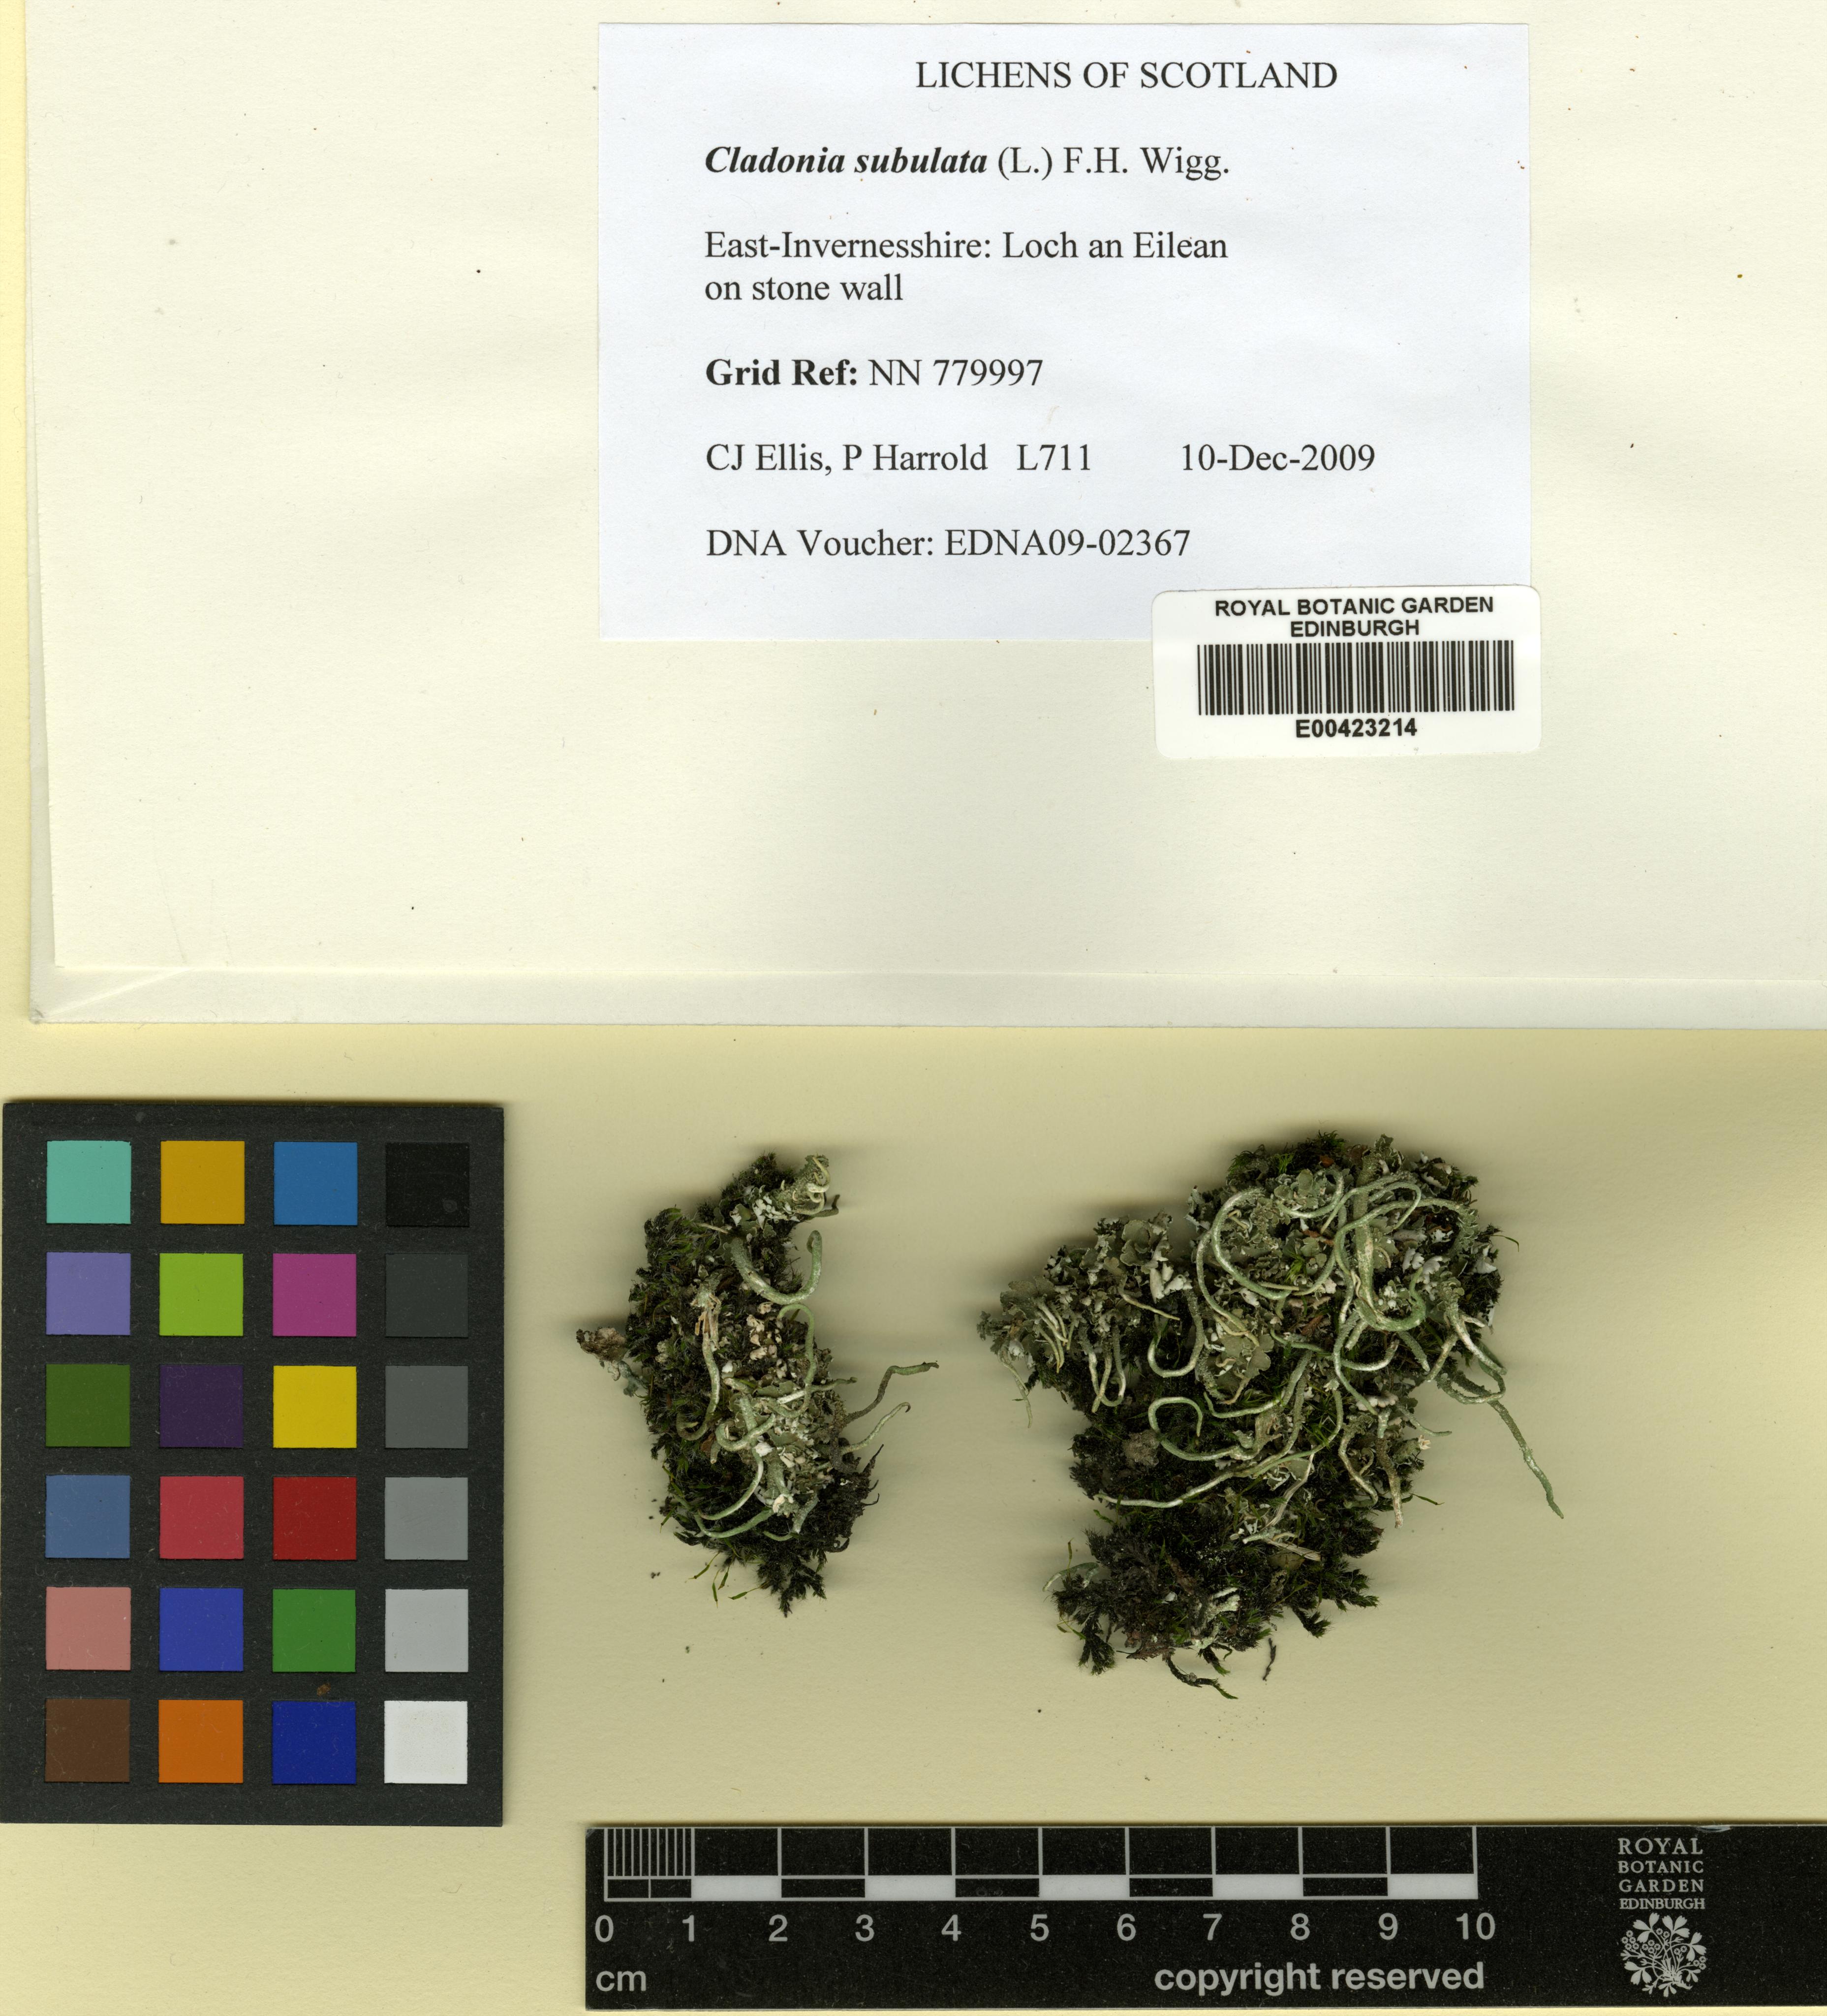 LICHENS OF SCOTLAND
Cladonia subulata (L.) F.H. Wigg.
East-Invernesshire: Loch an Eilean
on stone wall
Grid Ref: NN 779997
CJ Ellis, P Harrold L711 10-Dec-2009
DNA Voucher: EDNA09-02367
ROYAL BOTANIC GARDEN
EDINBURGH
E00423214
0 1 2 3 4 5 6 7 8 9 10
cm
copyright reserved
ROYAL
BOTANIC
GARDEN
EDINBURGH